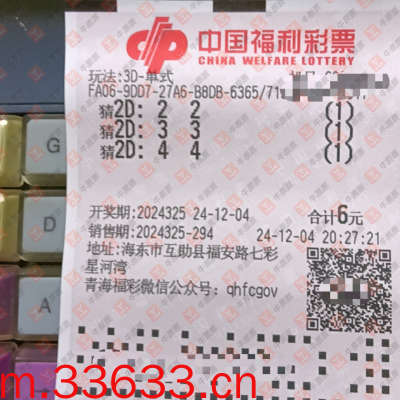 中国福利彩票
CHINA WELFARE LOTTERY
玩法:3D-单式
FA06-9DD7-27A6-B8DB-6365/71
猜2D: 2 2 (1)
猜2D: 3 3 (1)
猜2D: 4 4 (1)
开奖期:2024325 24-12-04 合计6元
销售期:2024325-294 24-12-04 20:27:21
地址:海东市互助县福安路七彩
星河湾
青海福彩微信公众号: qhfcgov
G
D
A
m.33633.cn